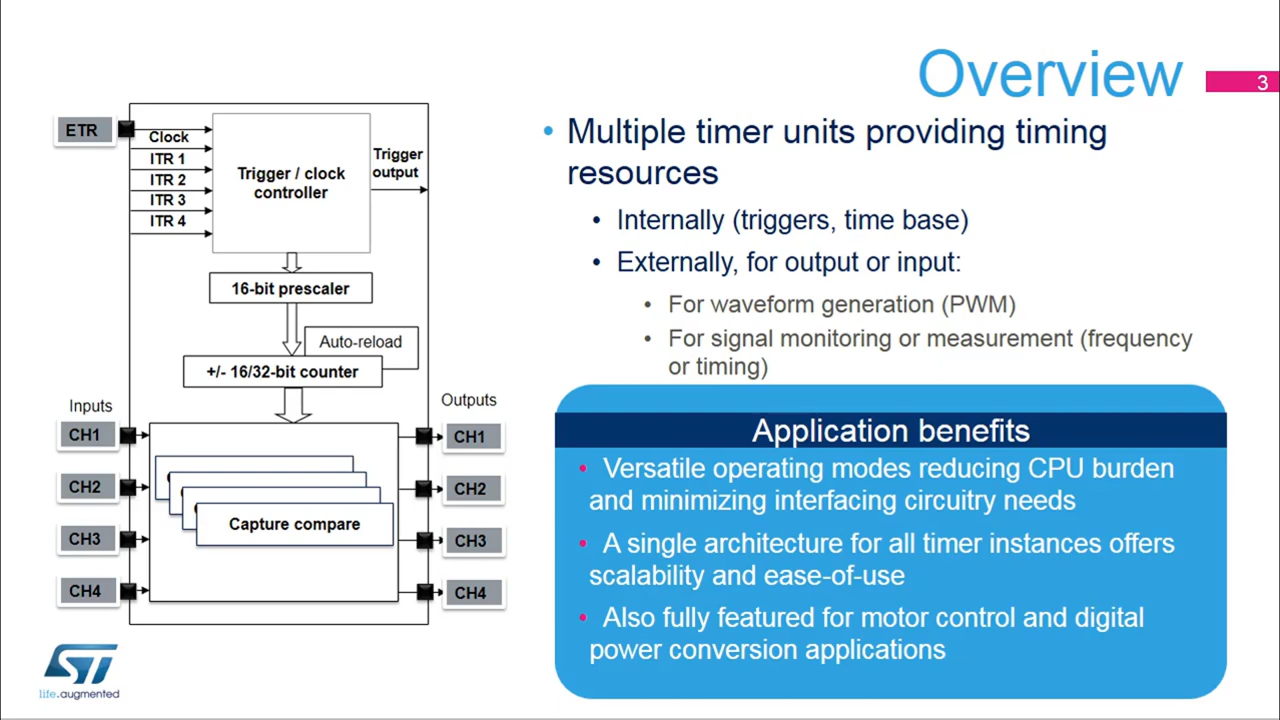 Overview
3
ETR
Clock
ITR 1
ITR 2
ITR 3
ITR 4
Trigger / clock
controller
Trigger
output
16-bit prescaler
Auto-reload
+/- 16/32-bit counter
Inputs
Outputs
CH1
CH2
CH3
CH4
Capture compare
CH1
CH2
CH3
CH4
ST
life.augmented
• Multiple timer units providing timing
resources
• Internally (triggers, time base)
• Externally, for output or input:
• For waveform generation (PWM)
• For signal monitoring or measurement (frequency
or timing)
Application benefits
• Versatile operating modes reducing CPU burden
and minimizing interfacing circuitry needs
• A single architecture for all timer instances offers
scalability and ease-of-use
• Also fully featured for motor control and digital
power conversion applications